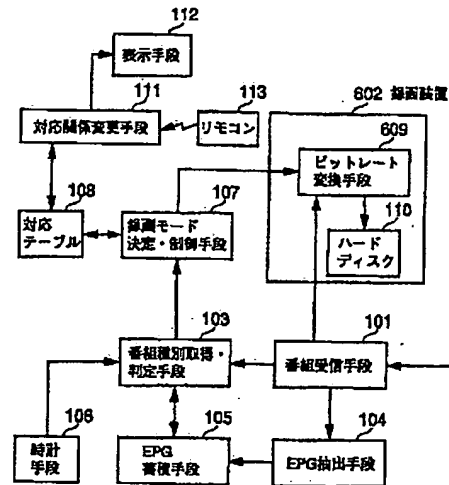 112
表示手段
111
対応関係変更手段
113
リモコン
602 録画装置
609
ビットレート
変換手段
110
ハード
ディスク
108
対応
テーブル
107
録画モード
決定・制御手段
103
番組種別取得・
判定手段
101
番組受信手段
106
時計
手段
105
EPG
蓄積手段
104
EPG抽出手段